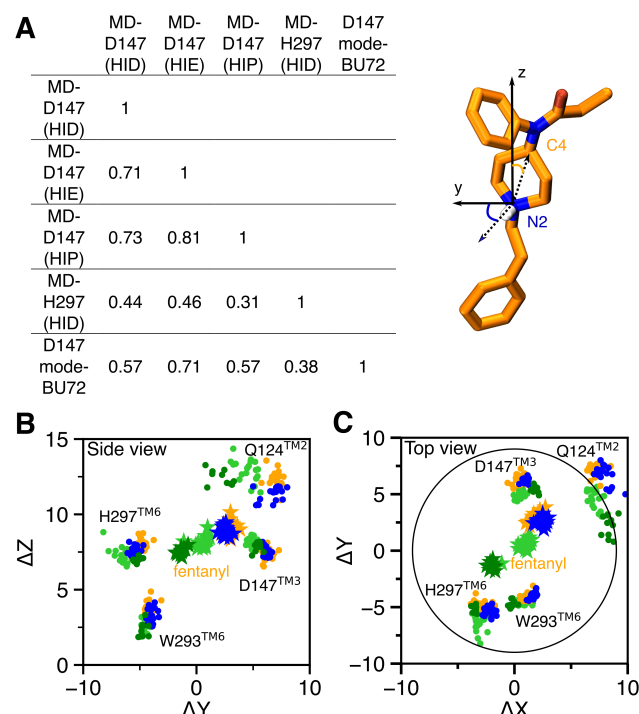 A
MD-
D147
(HID)
MD-
D147
(HIE)
MD-
D147
(HIP)
MD-
H297
(HID)
D147
mode-
BU72
MD-
D147
(HID)
1
MD-
D147
(HIE)
0.71 1
MD-
D147
(HIP)
0.73 0.81 1
MD-
H297
(HID)
0.44 0.46 0.31 1
D147
mode-
BU72
0.57 0.71 0.57 0.38 1
z
C4
y
N2
B
Side view
Q124TM2
H297TM6
fentanyl
D147TM3
W293TM6
ΔZ
15
10
5
0
−10 0 10
ΔY
C
Top view
Q124TM2
D147TM3
fentanyl
H297TM6
W293TM6
ΔY
10
5
0
−5
−10
−10 0 10
ΔX